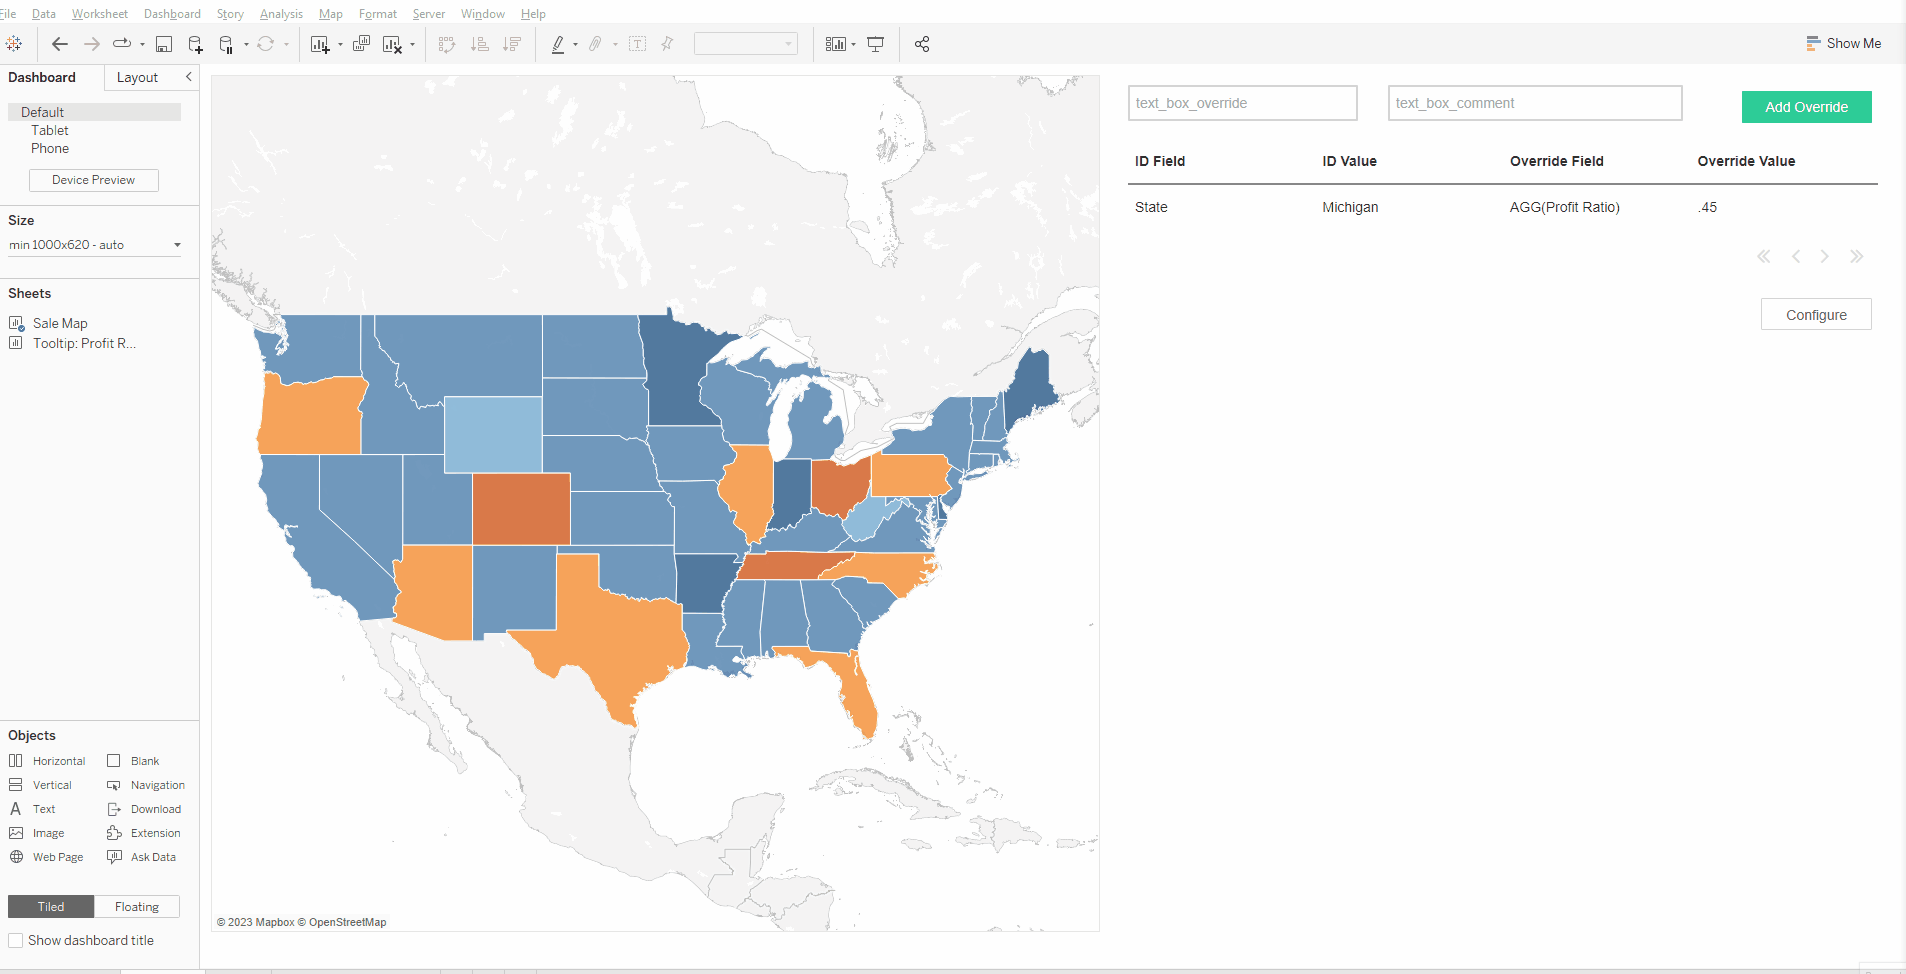 File Data Worksheet Dashboard Story Analysis Map Format Server Window Help
Show Me
Dashboard Layout
Default
Tablet
Phone
Device Preview
Size
min 1000x620 - auto
Sheets
Sale Map
Tooltip: Profit R...
Objects
Horizontal Blank
Vertical Navigation
Text Download
Image Extension
Web Page Ask Data
Tiled Floating
Show dashboard title
© 2023 Mapbox © OpenStreetMap
text_box_override text_box_comment Add Override
ID Field ID Value Override Field Override Value
State Michigan AGG(Profit Ratio) .45
Configure